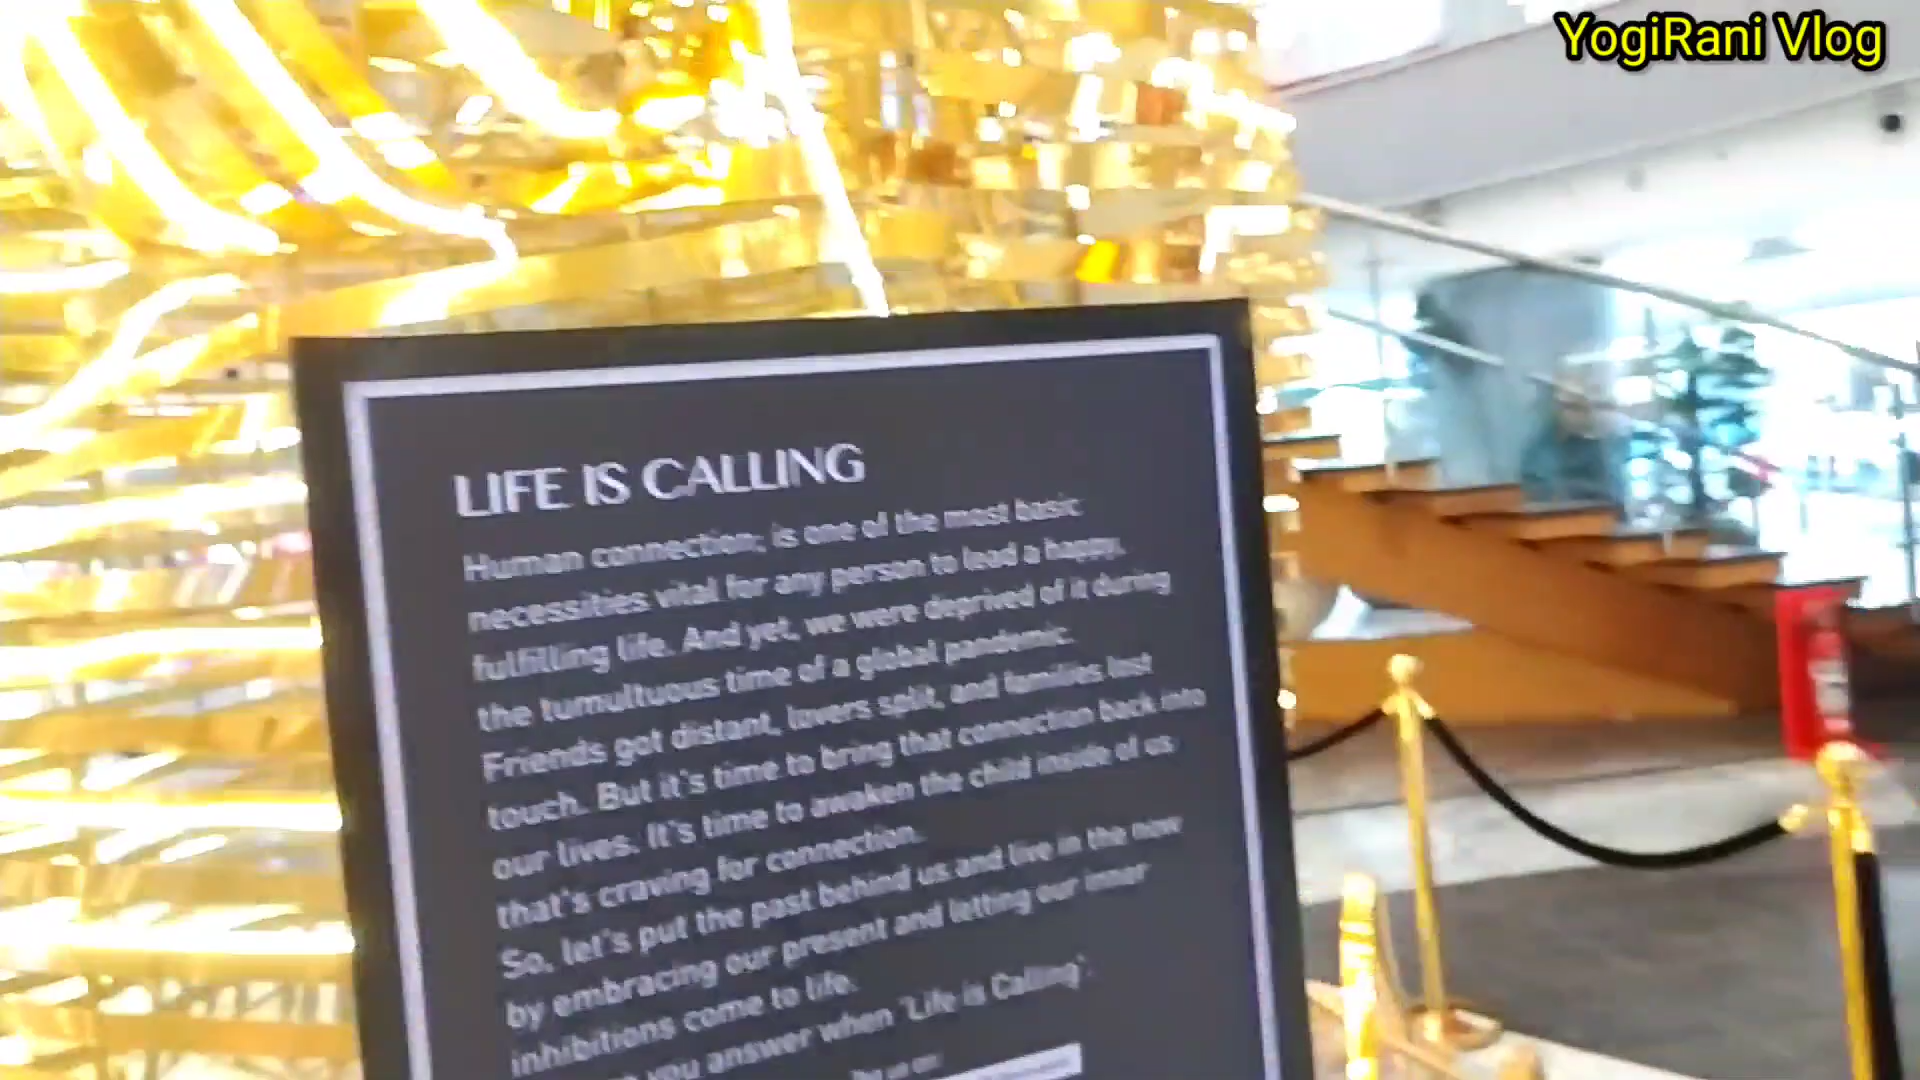 YogiRani Vlog
LIFE IS CALLING
Human connection; is one of the most basic
necessities vital for any person to lead a happy,
fulfilling life. And yet, we were deprived of it during
the tumultuous time of a global pandemic.
Friends got distant, lovers split, and families lost
touch. But it's time to bring that connection back into
our lives. It's time to awaken the child inside of us
that's craving for connection.
So, let's put the past behind us and live in the now
by embracing our present and letting our inner
inhibitions come to life.
you answer when 'Life is Calling'.
Tag us on: